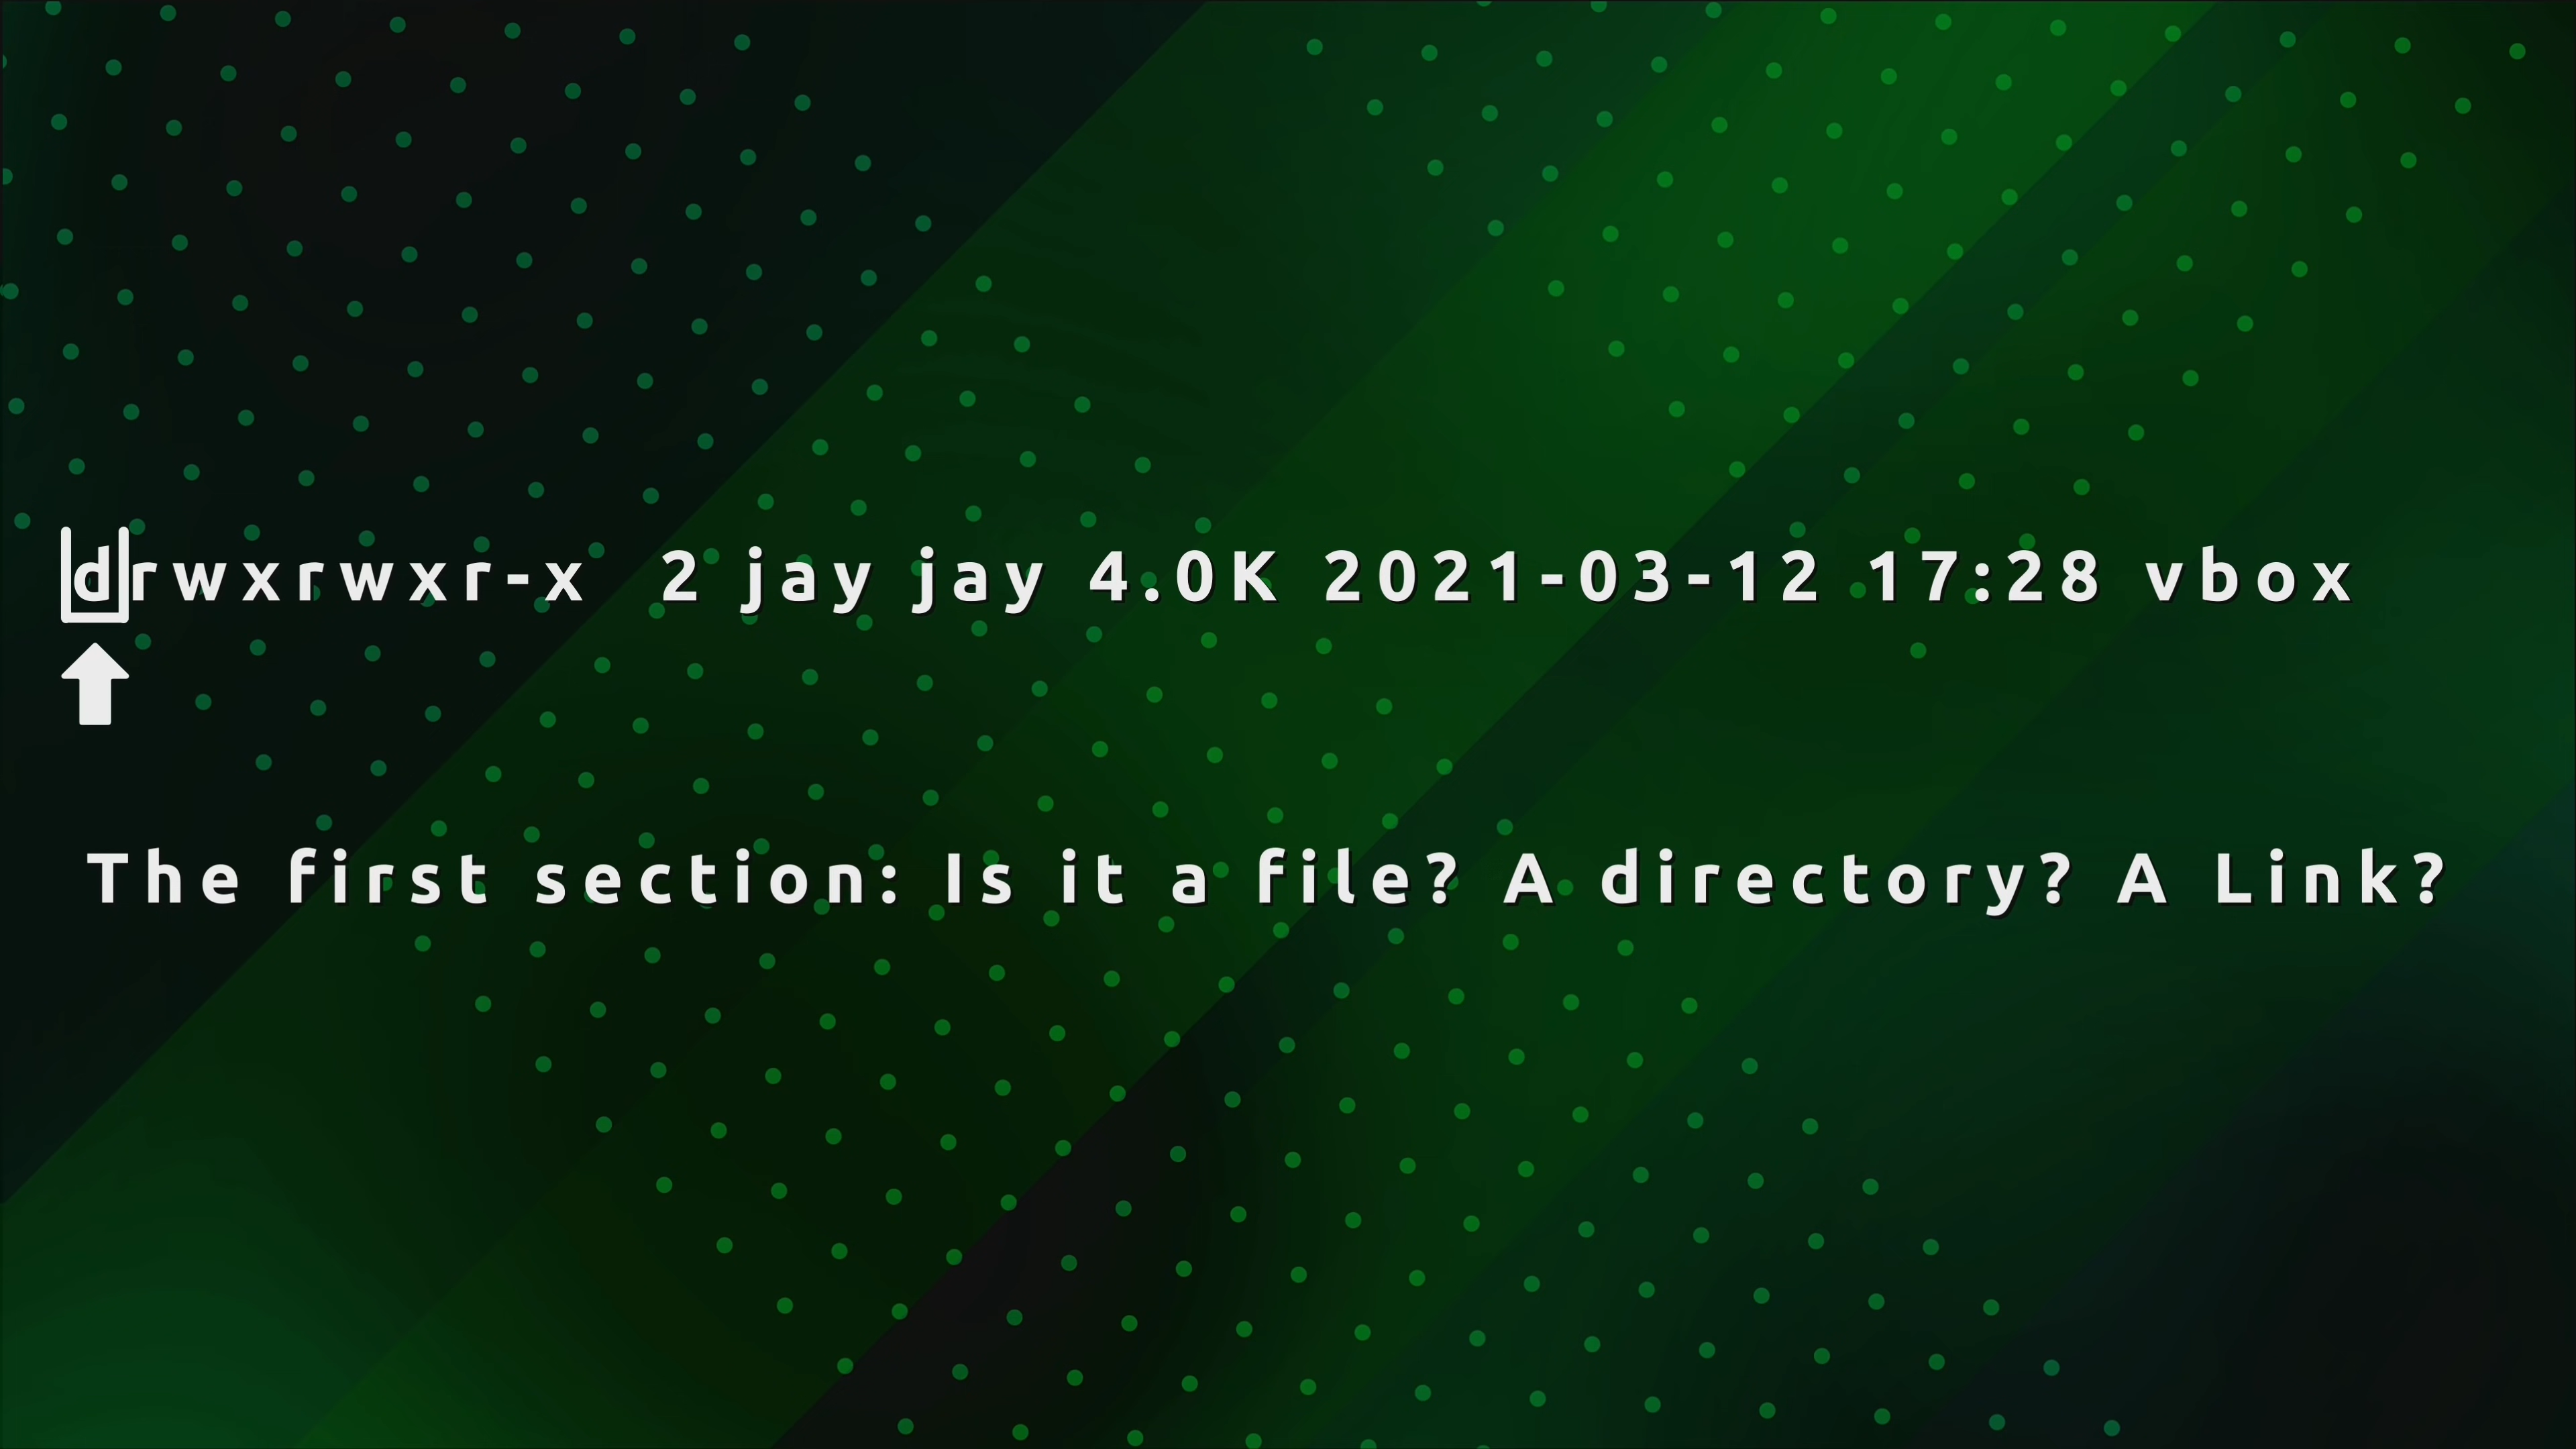 drwxrwxr-x 2 jay jay 4.0K 2021-03-12 17:28 vbox
The first section: Is it a file? A directory? A Link?